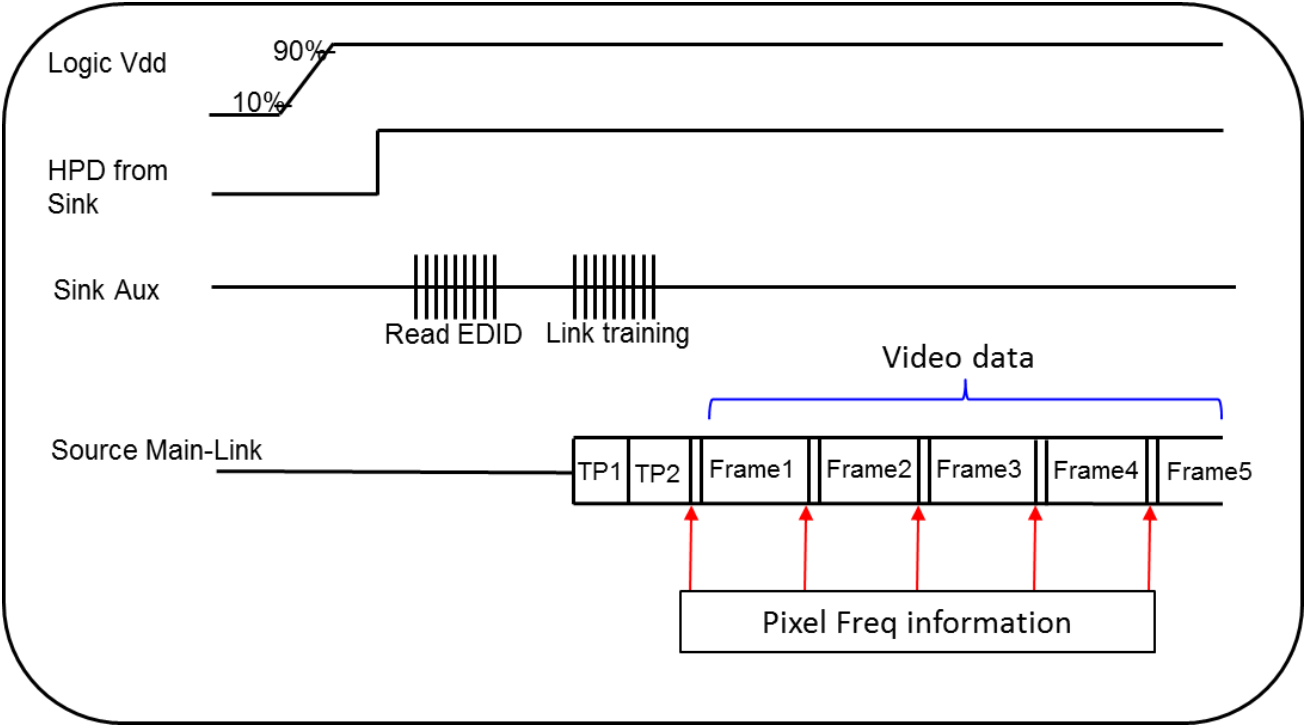 90%
Logic Vdd
10%
HPD from
Sink
Sink Aux
Read EDID
Link training
Video data
Source Main-Link
TP1
TP2
Frame1
Frame2
Frame3
Frame4
Frame5
Pixel Freq information